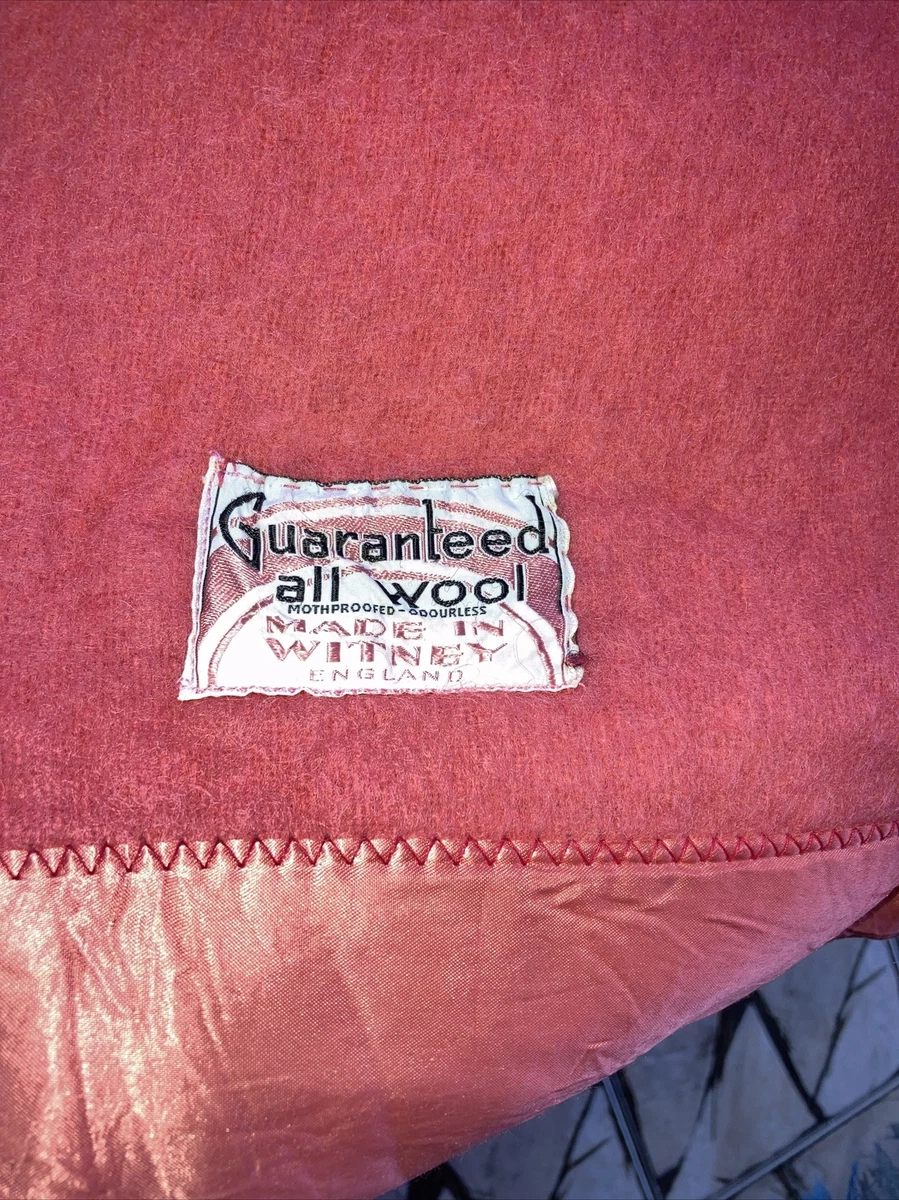 Guaranteed
all wool
MOTHPROOFED-ODOURLESS
MADE IN
WITNEY
ENGLAND